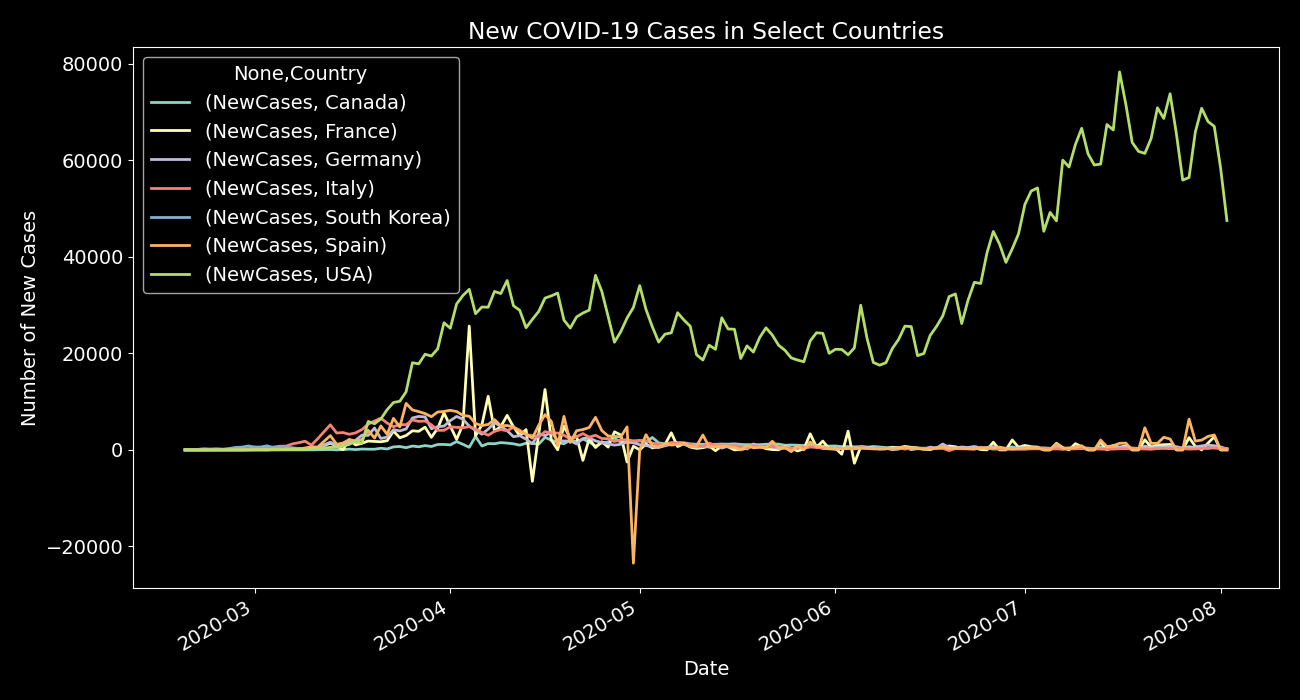 New COVID-19 Cases in Select Countries
80000
60000
40000
20000
0
−20000
Number of New Cases
None,Country
(NewCases, Canada)
(NewCases, France)
(NewCases, Germany)
(NewCases, Italy)
(NewCases, South Korea)
(NewCases, Spain)
(NewCases, USA)
2020-03
2020-04
2020-05
2020-06
2020-07
2020-08
Date